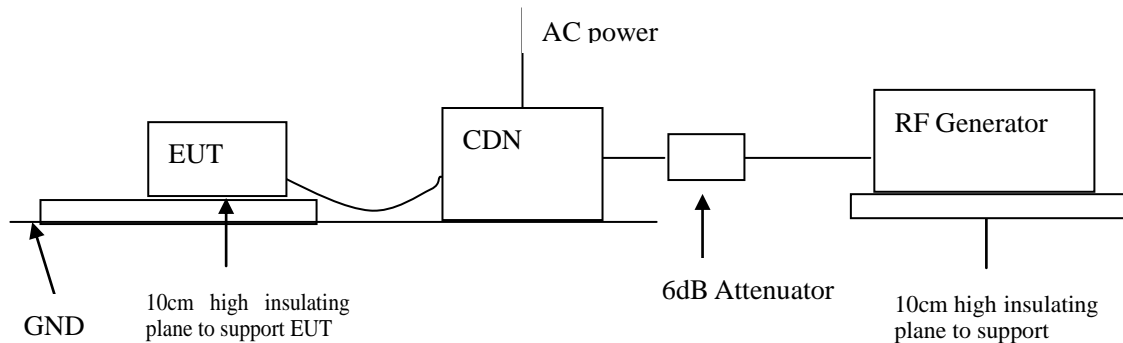 AC power
EUT
CDN
RF Generator
GND
10cm high insulating
plane to support EUT
6dB Attenuator
10cm high insulating
plane to support